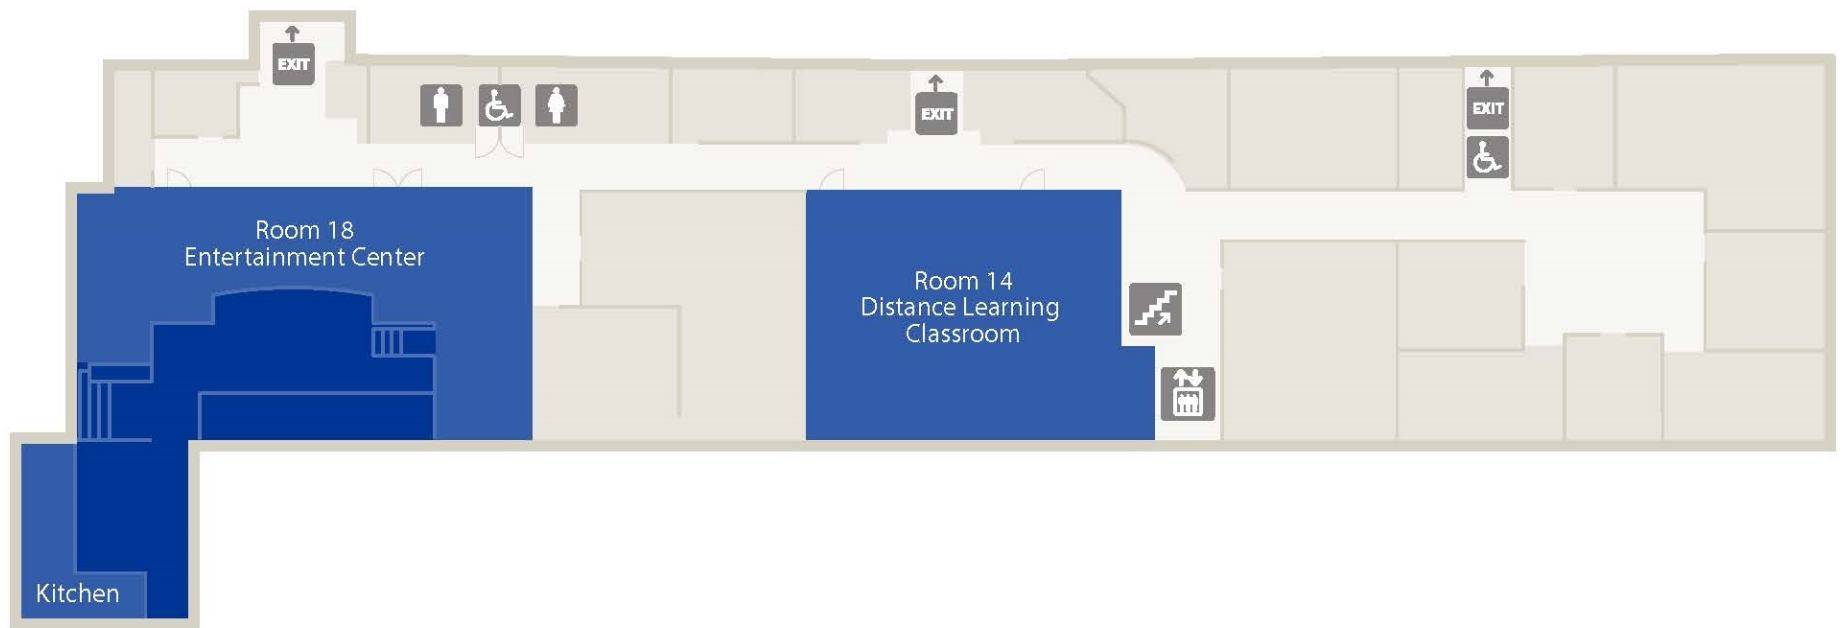 EXIT
EXIT
EXIT
Room 18
Entertainment Center
Room 14
Distance Learning
Classroom
Kitchen